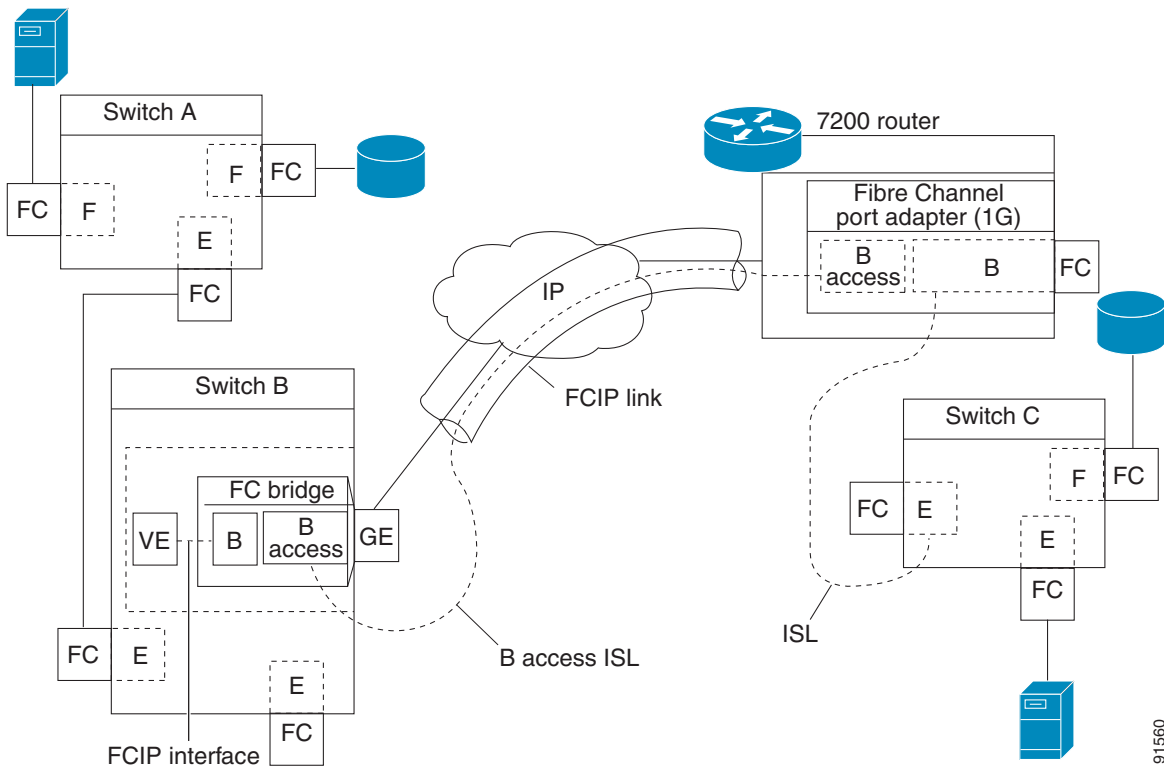 Switch A
7200 router
F
FC
FC
F
E
FC
Fibre Channel
port adapter (1G)
B
access
B
FC
IP
FCIP link
Switch B
FC bridge
VE
B
B
access
GE
Switch C
F
FC
FC
E
E
FC
ISL
B access ISL
FC
E
E
FC
FCIP interface
91560